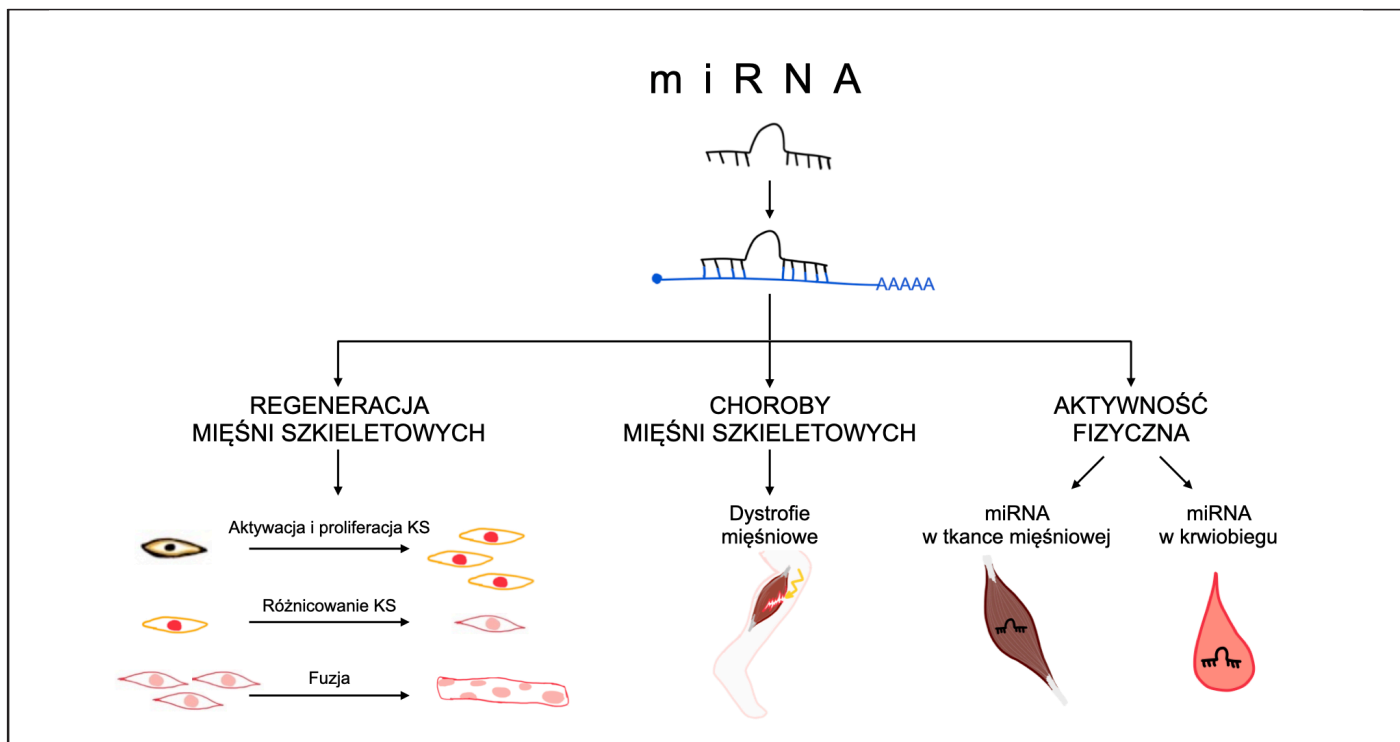 miRNA
AAAAA
REGENERACJA
MIĘŚNI SZKIELETOWYCH
CHOROBY
MIĘŚNI SZKIELETOWYCH
AKTYWNOŚĆ
FIZYCZNA
Aktywacja i proliferacja KS
Różnicowanie KS
Fuzja
Dystrofie
mięśniowe
miRNA
w tkance mięśniowej
miRNA
w krwiobiegu